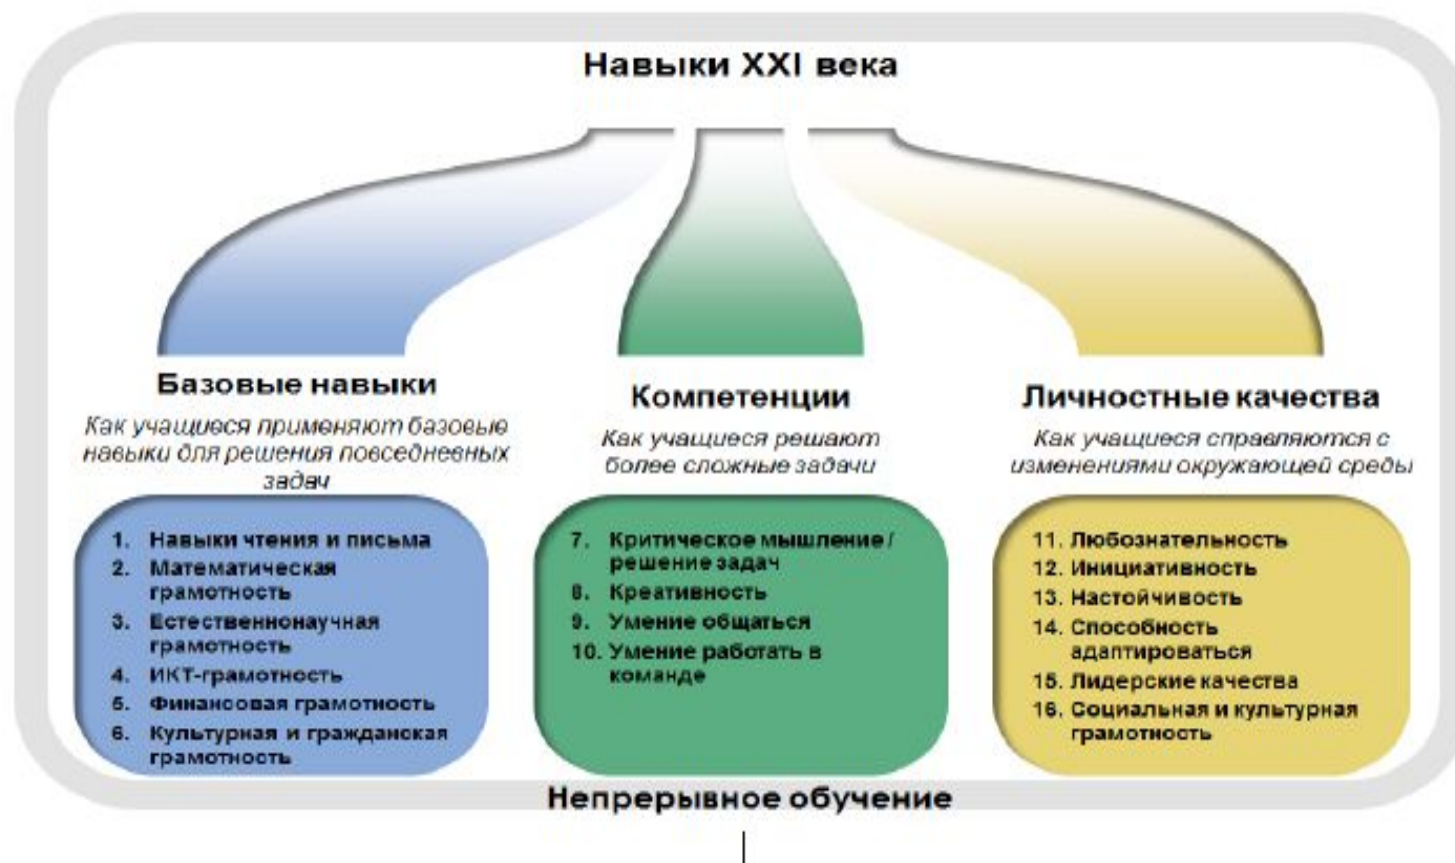 Навыки XXI века
Базовые навыки
Как учащиеся применяют базовые
навыки для решения повседневных
задач
1. Навыки чтения и письма
2. Математическая
грамотность
3. Естественнонаучная
грамотность
4. ИКТ-грамотность
5. Финансовая грамотность
6. Культурная и гражданская
грамотность
Компетенции
Как учащиеся решают
более сложные задачи
7. Критическое мышление /
решение задач
8. Креативность
9. Умение общаться
10. Умение работать в
команде
Личностные качества
Как учащиеся справляются с
изменениями окружающей среды
11. Любознательность
12. Инициативность
13. Настойчивость
14. Способность
адаптироваться
15. Лидерские качества
16. Социальная и культурная
грамотность
Непрерывное обучение